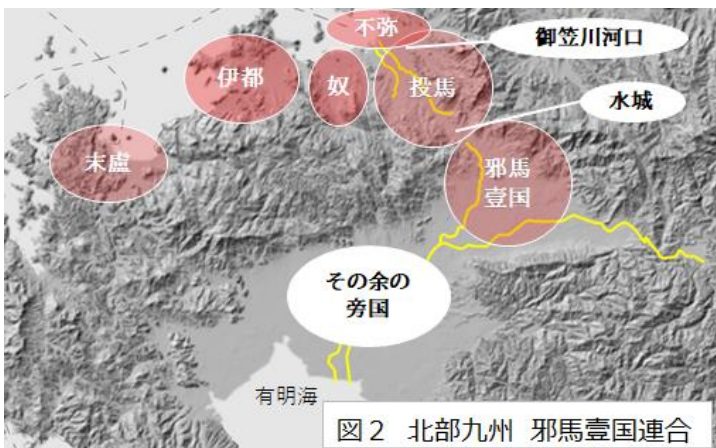 不弥
御笠川河口
伊都
奴
投馬
水城
末盧
邪馬
壹国
その余の
旁国
有明海
図２ 北部九州 邪馬壹国連合